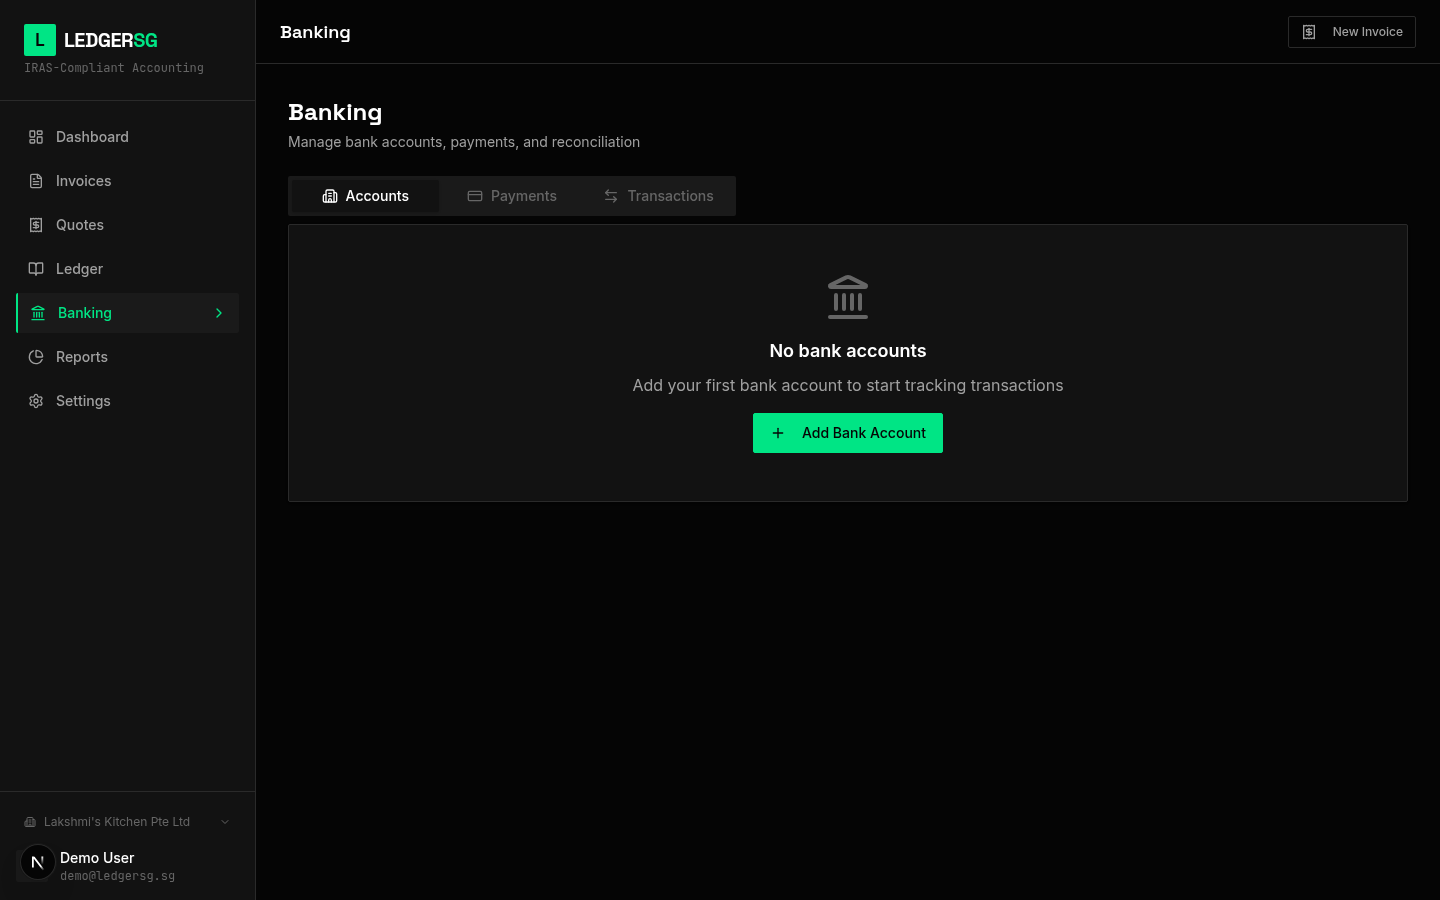 L LEDGERSG
IRAS-Compliant Accounting
Dashboard
Invoices
Quotes
Ledger
Banking
Reports
Settings
Lakshmi's Kitchen Pte Ltd
N
Demo User
demo@ledgersg.sg
Banking
New Invoice
Banking
Manage bank accounts, payments, and reconciliation
Accounts
Payments
Transactions
No bank accounts
Add your first bank account to start tracking transactions
Add Bank Account